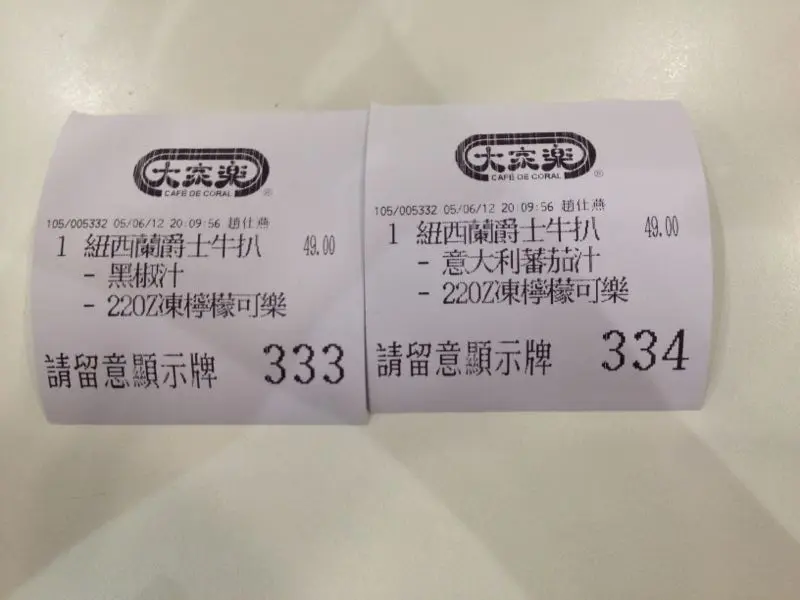 大家樂
CAFÉ DE CORAL
®
105/005332 05/06/12 20:09:56 趙仕燕
1 紐西蘭爵士牛扒 49.00
- 黑椒汁
- 22OZ凍檸檬可樂
請留意顯示牌 333
大家樂
CAFÉ DE CORAL
®
105/005332 05/06/12 20:09:56 趙仕燕
1 紐西蘭爵士牛扒 49.00
- 意大利蕃茄汁
- 22OZ凍檸檬可樂
請留意顯示牌 334